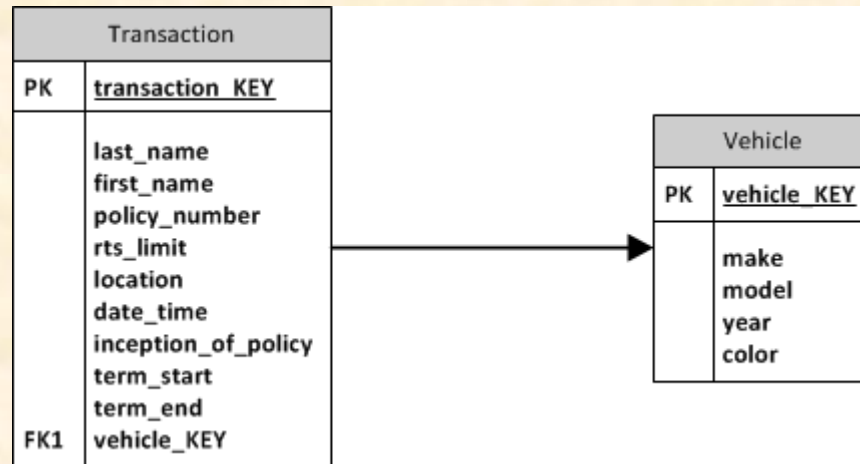 Transaction
PK transaction_KEY
last_name
first_name
policy_number
rts_limit
location
date_time
inception_of_policy
term_start
term_end
FK1 vehicle_KEY
Vehicle
PK vehicle_KEY
make
model
year
color